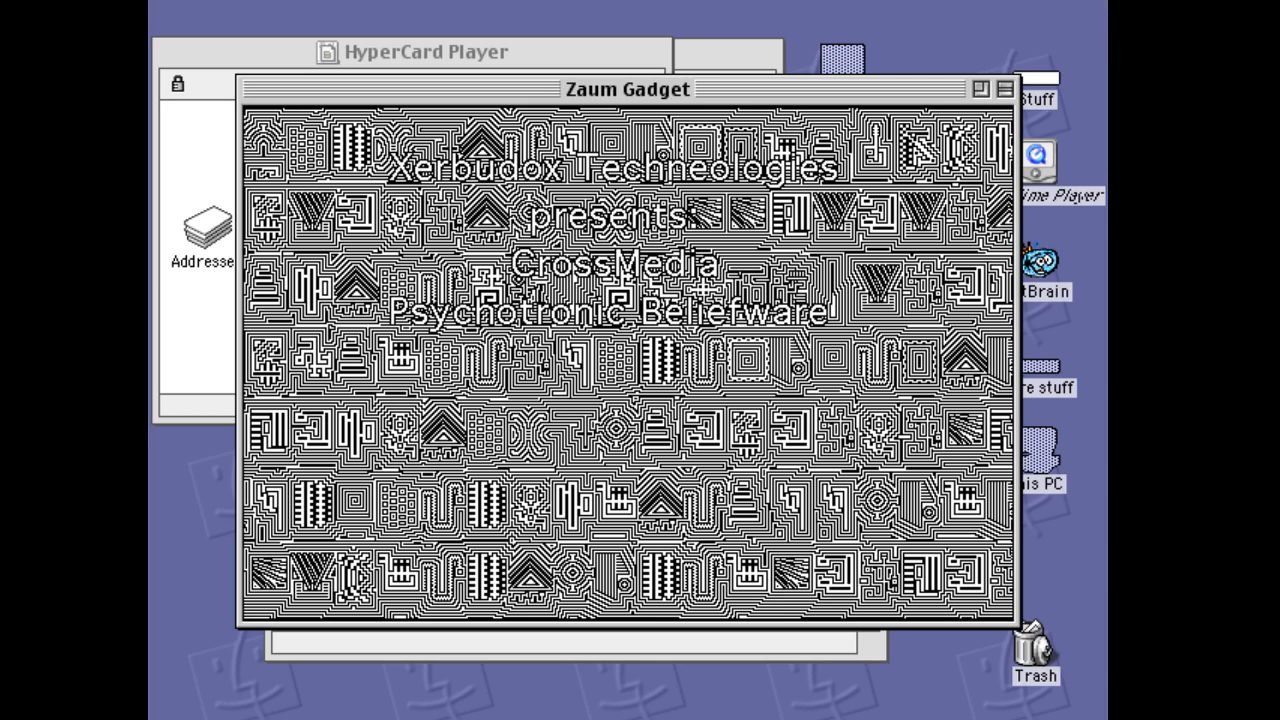 HyperCard Player
Zaum Gadget
Stuff
Xerbudox Techneologies
Time Player
presents
Addresse
CrossMedia
tBrain
Psychotronic Beliefware
re stuff
is PC
Trash